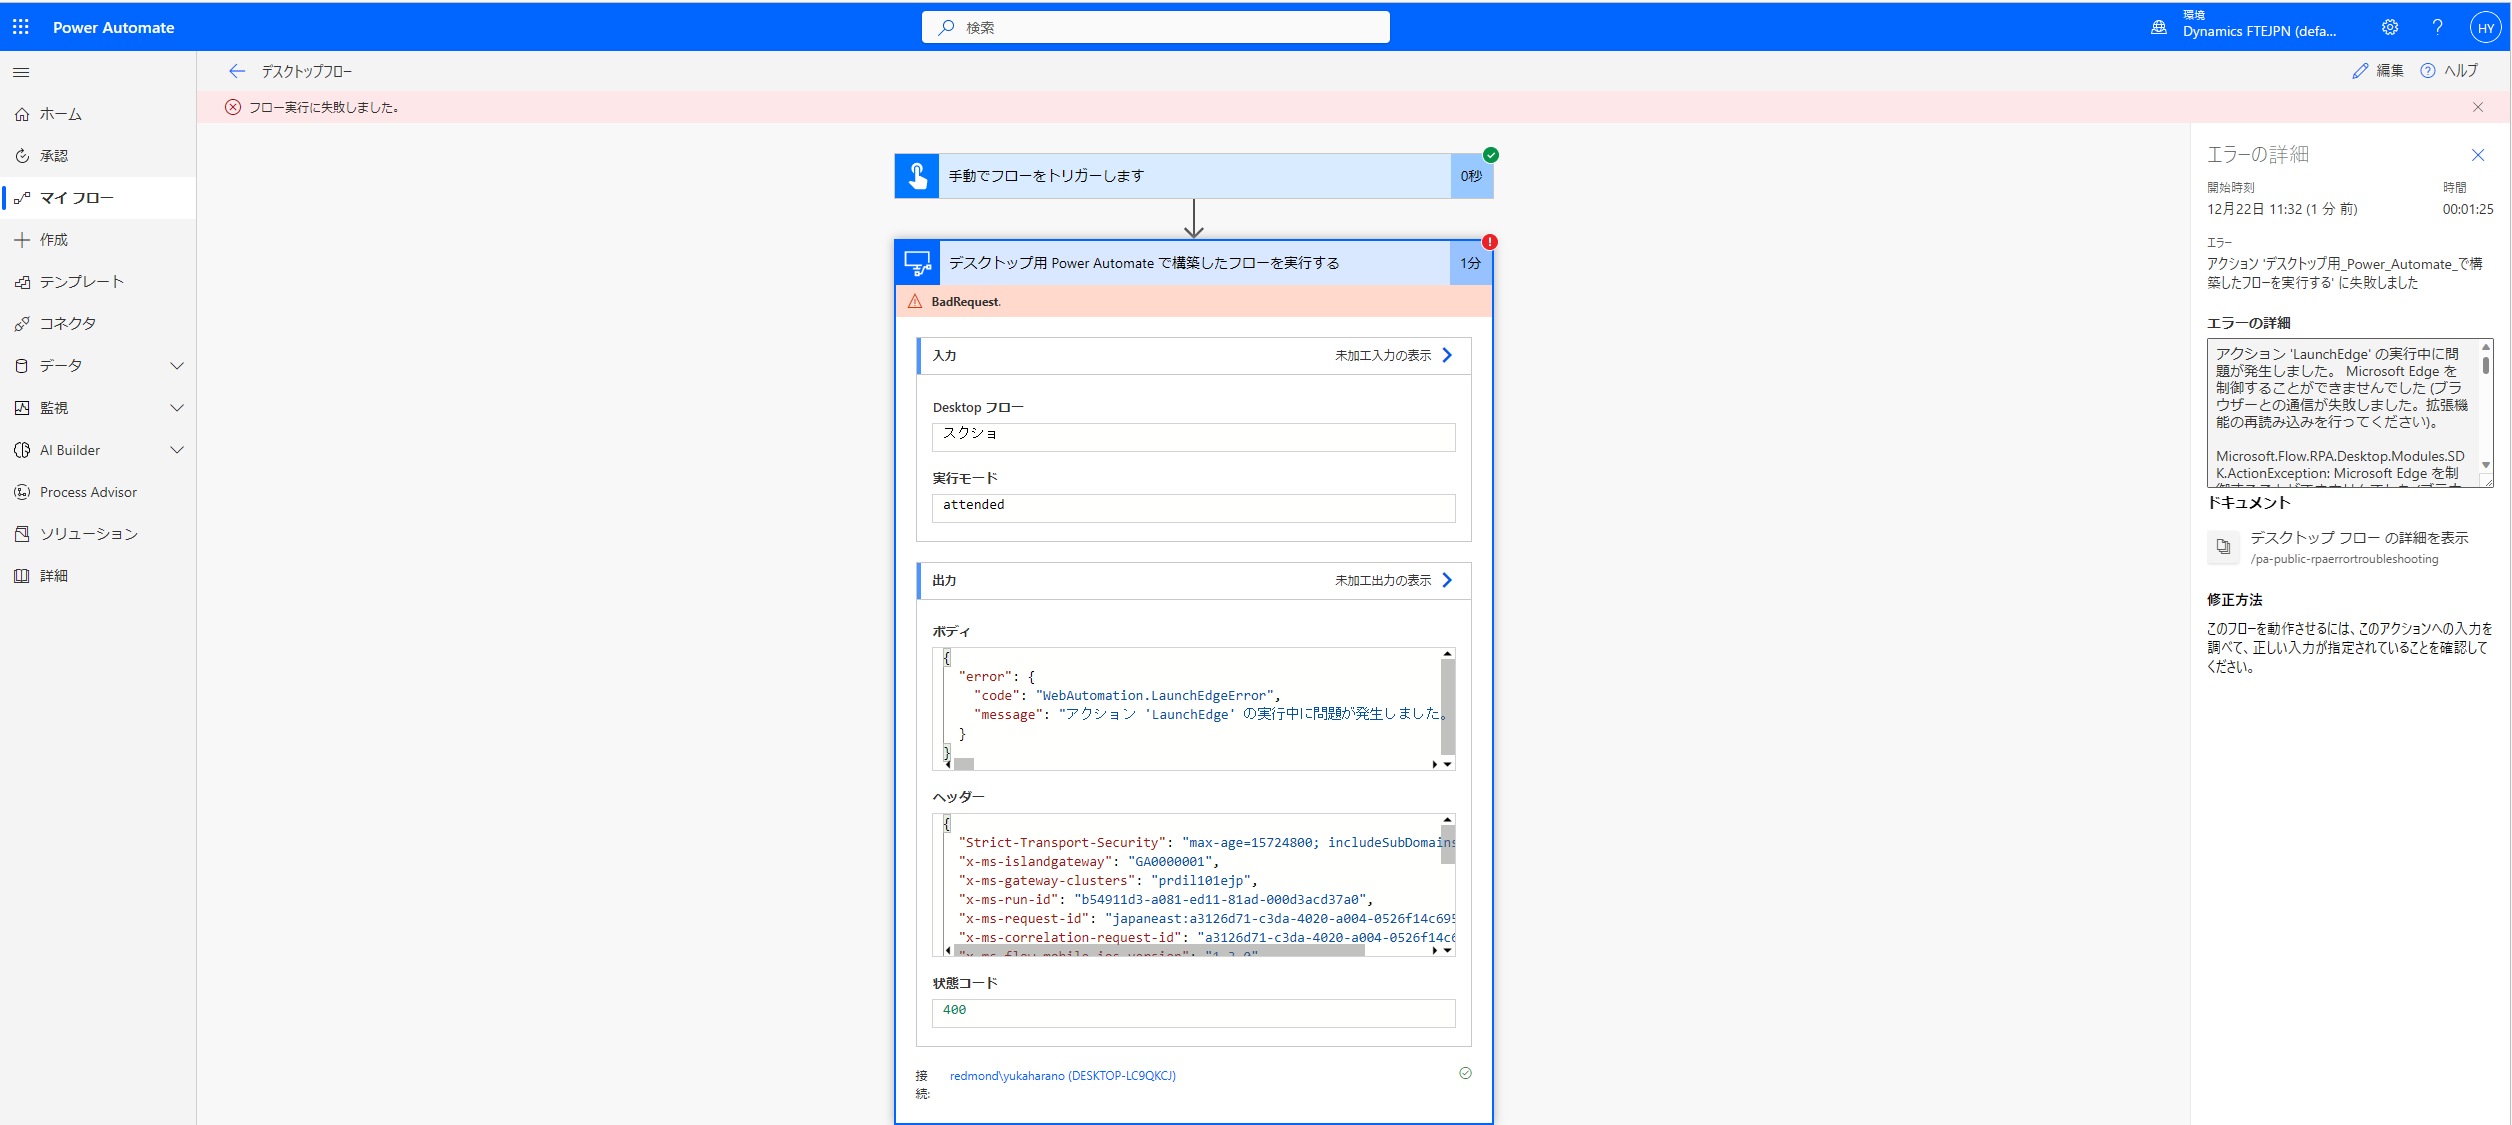 Power Automate
検索
環境
Dynamics FTEJPN (defa...
HY
デスクトップフロー
編集
ヘルプ
フロー実行に失敗しました。
ホーム
承認
マイ フロー
作成
テンプレート
コネクタ
データ
監視
AI Builder
Process Advisor
ソリューション
詳細
手動でフローをトリガーします
0秒
デスクトップ用 Power Automate で構築したフローを実行する
1分
BadRequest.
入力
未加工入力の表示
Desktop フロー
スクショ
実行モード
attended
出力
未加工出力の表示
ボディ
{
"error": {
"code": "WebAutomation.LaunchEdgeError",
"message": "アクション 'LaunchEdge' の実行中に問題が発生しました。
}
}
ヘッダー
{
"Strict-Transport-Security": "max-age=15724800; includeSubDomains
"x-ms-islandgateway": "GA0000001",
"x-ms-gateway-clusters": "prdil101ejp",
"x-ms-run-id": "b54911d3-a081-ed11-81ad-000d3acd37a0",
"x-ms-request-id": "japaneast:a3126d71-c3da-4020-a004-0526f14c695
"x-ms-correlation-request-id": "a3126d71-c3da-4020-a004-0526f14c6
状態コード
400
接続:
redmond\yukaharano (DESKTOP-LC9QKCJ)
エラーの詳細
開始時刻
時間
12月22日 11:32 (1 分 前)
00:01:25
エラー
アクション 'デスクトップ用_Power_Automate_で構
築したフローを実行する' に失敗しました
エラーの詳細
アクション 'LaunchEdge' の実行中に問
題が発生しました。 Microsoft Edge を
制御することができませんでした (ブラ
ウザーとの通信が失敗しました。拡張機
能の再読み込みを行ってください)。
Microsoft.Flow.RPA.Desktop.Modules.SD
K.ActionException: Microsoft Edge を制
ドキュメント
デスクトップ フロー の詳細を表示
/pa-public-rpaerrortroubleshooting
修正方法
このフローを動作させるには、このアクションへの入力を
調べて、正しい入力が指定されていることを確認して
ください。